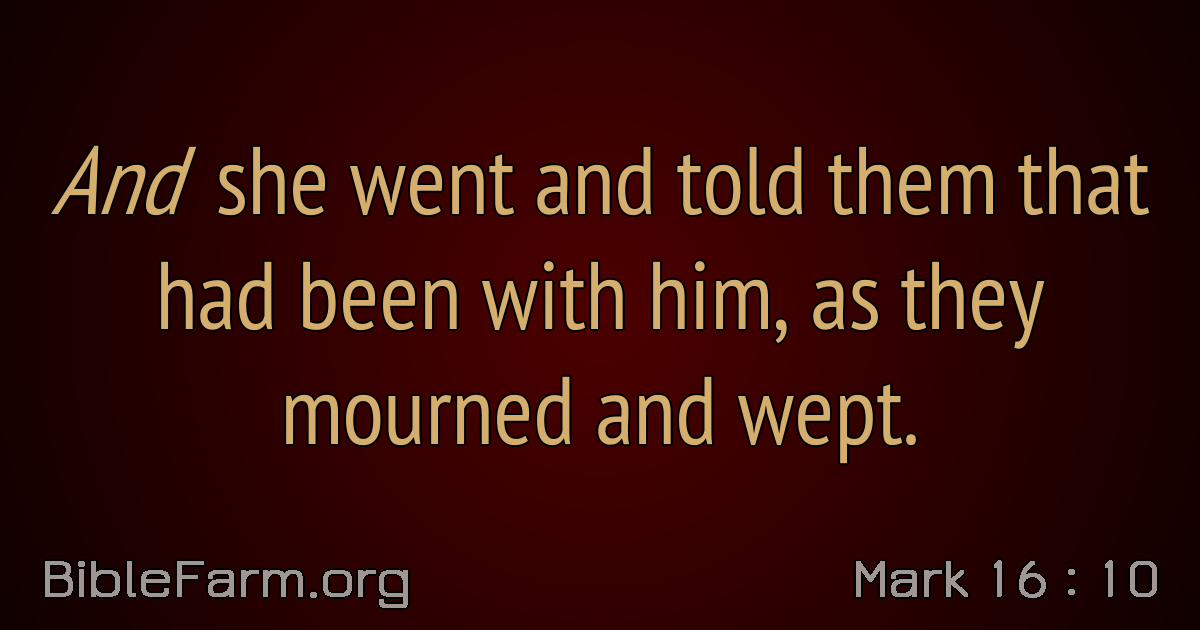 And she went and told them that
had been with him, as they
mourned and wept.
BibleFarm.org
Mark 16 : 10